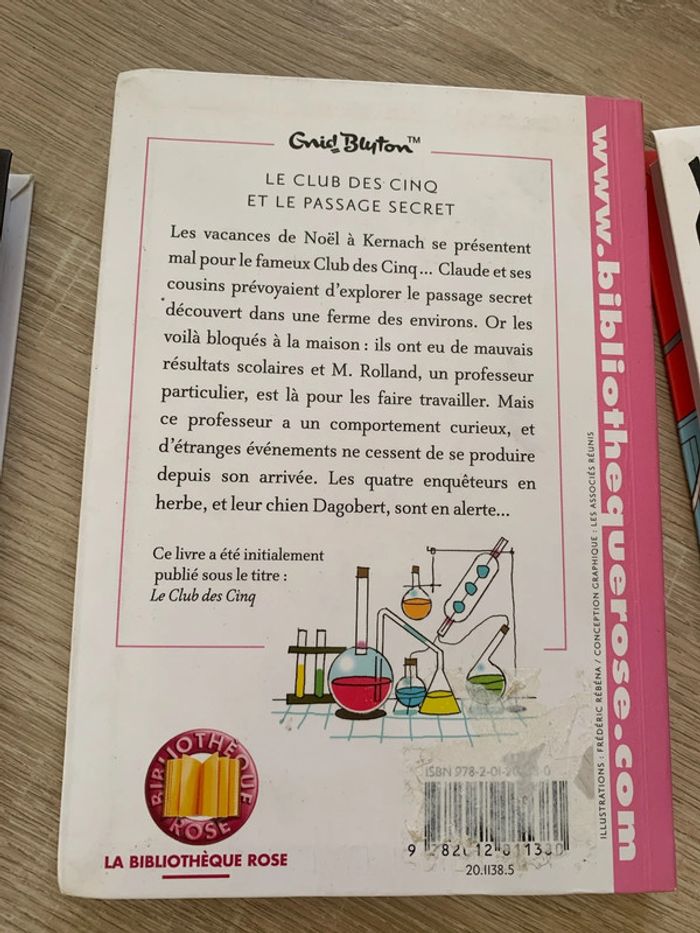 Enid Blyton™
LE CLUB DES CINQ
ET LE PASSAGE SECRET
Les vacances de Noël à Kernach se présentent
mal pour le fameux Club des Cinq... Claude et ses
cousins prévoyaient d'explorer le passage secret
découvert dans une ferme des environs. Or les
voilà bloqués à la maison : ils ont eu de mauvais
résultats scolaires et M. Rolland, un professeur
particulier, est là pour les faire travailler. Mais
ce professeur a un comportement curieux, et
d'étranges événements ne cessent de se produire
depuis son arrivée. Les quatre enquêteurs en
herbe, et leur chien Dagobert, sont en alerte...
Ce livre a été initialement
publié sous le titre :
Le Club des Cinq
BIBLIOTHÈQUE
ROSE
LA BIBLIOTHÈQUE ROSE
ISBN 978-2-01-20
20.1138.5
ILLUSTRATIONS : FRÉDÉRIC RÉBÉNA / CONCEPTION GRAPHIQUE : LES ASSOCIÉS RÉUNIS
www.bibliothequerose.com